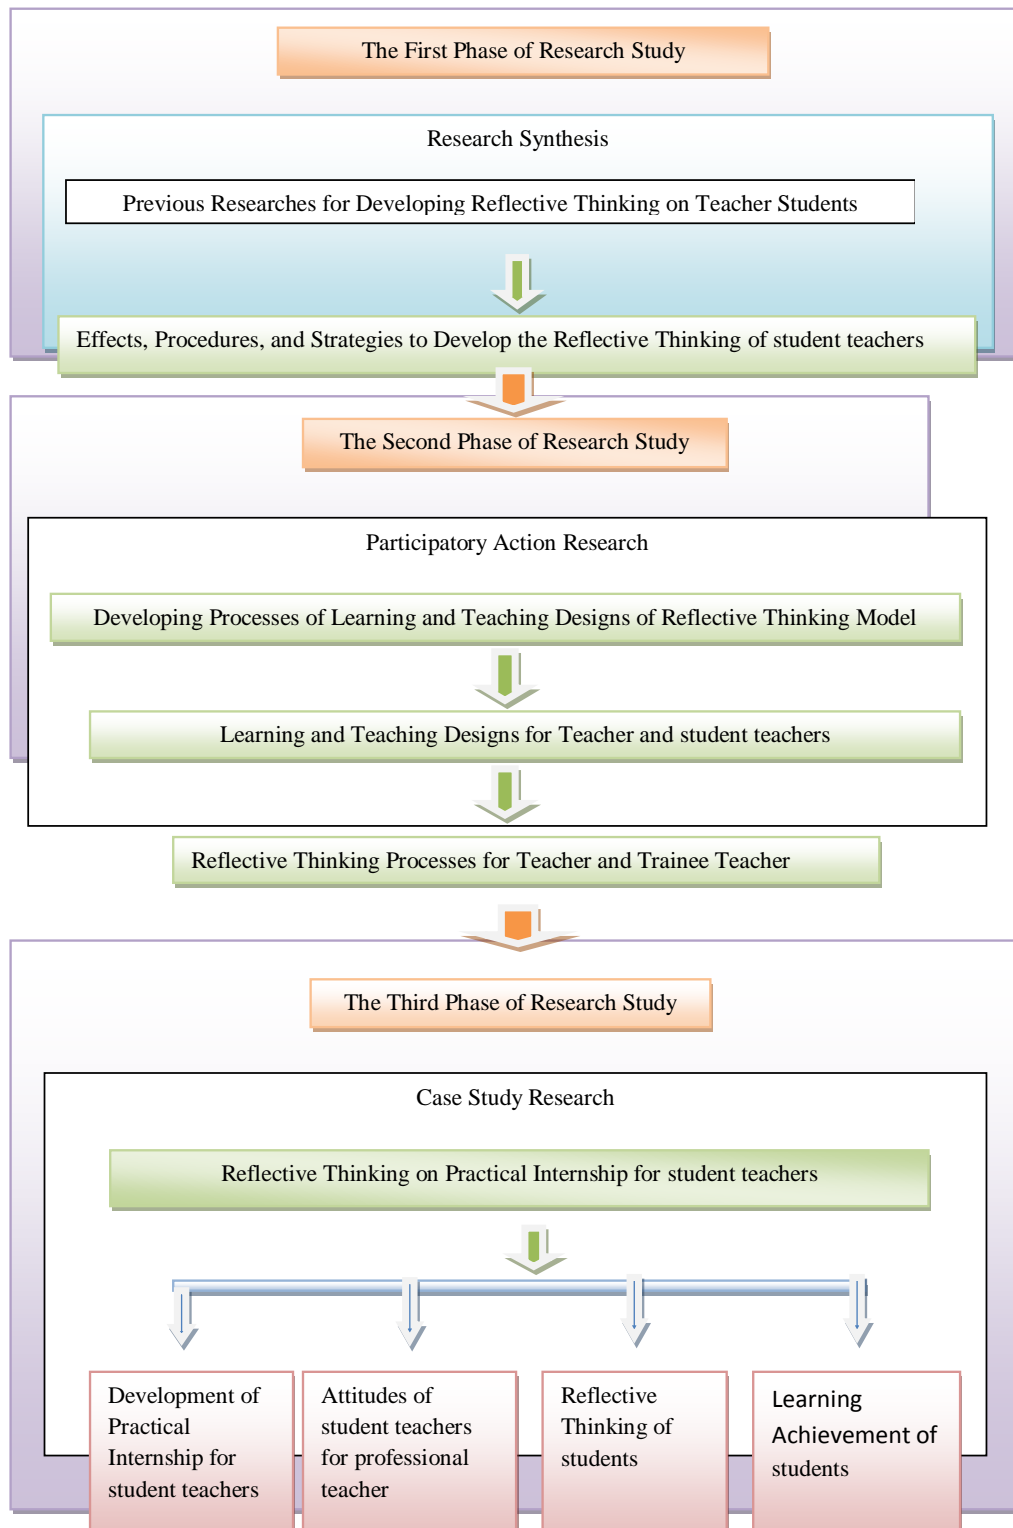 The First Phase of Research Study
Research Synthesis
Previous Researches for Developing Reflective Thinking on Teacher Students
Effects, Procedures, and Strategies to Develop the Reflective Thinking of student teachers
The Second Phase of Research Study
Participatory Action Research
Developing Processes of Learning and Teaching Designs of Reflective Thinking Model
Learning and Teaching Designs for Teacher and student teachers
Reflective Thinking Processes for Teacher and Trainee Teacher
The Third Phase of Research Study
Case Study Research
Reflective Thinking on Practical Internship for student teachers
Development of
Practical
Internship for
student teachers
Attitudes of
student teachers
for professional
teacher
Reflective
Thinking of
students
Learning
Achievement of
students